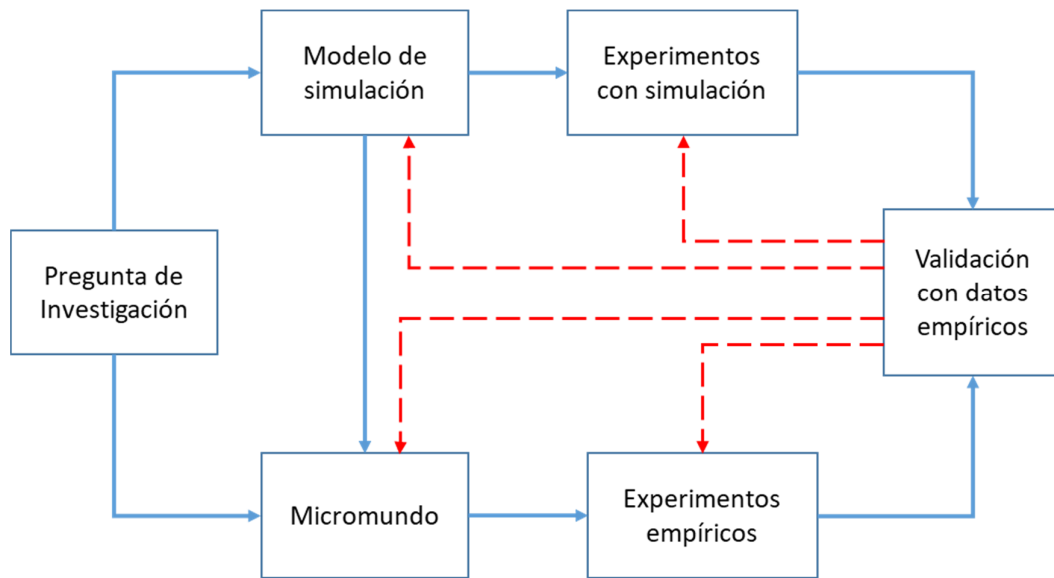 Modelo de
simulación
Experimentos
con simulación
Pregunta de
Investigación
Validación
con datos
empíricos
Micromundo
Experimentos
empíricos